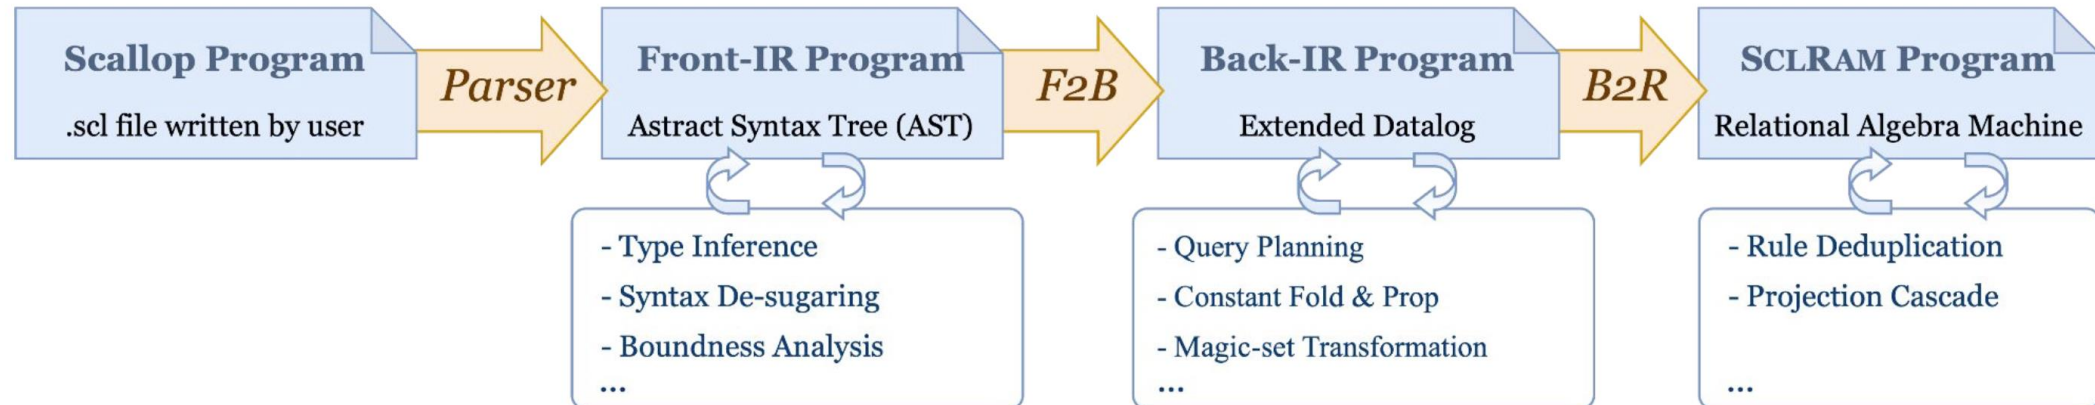 Scallop Program
.scl file written by user
Parser
Front-IR Program
Astract Syntax Tree (AST)
F2B
Back-IR Program
Extended Datalog
B2R
SCLRAM Program
Relational Algebra Machine
- Type Inference
- Syntax De-sugaring
- Boundness Analysis
...
- Query Planning
- Constant Fold & Prop
- Magic-set Transformation
...
- Rule Deduplication
- Projection Cascade
...